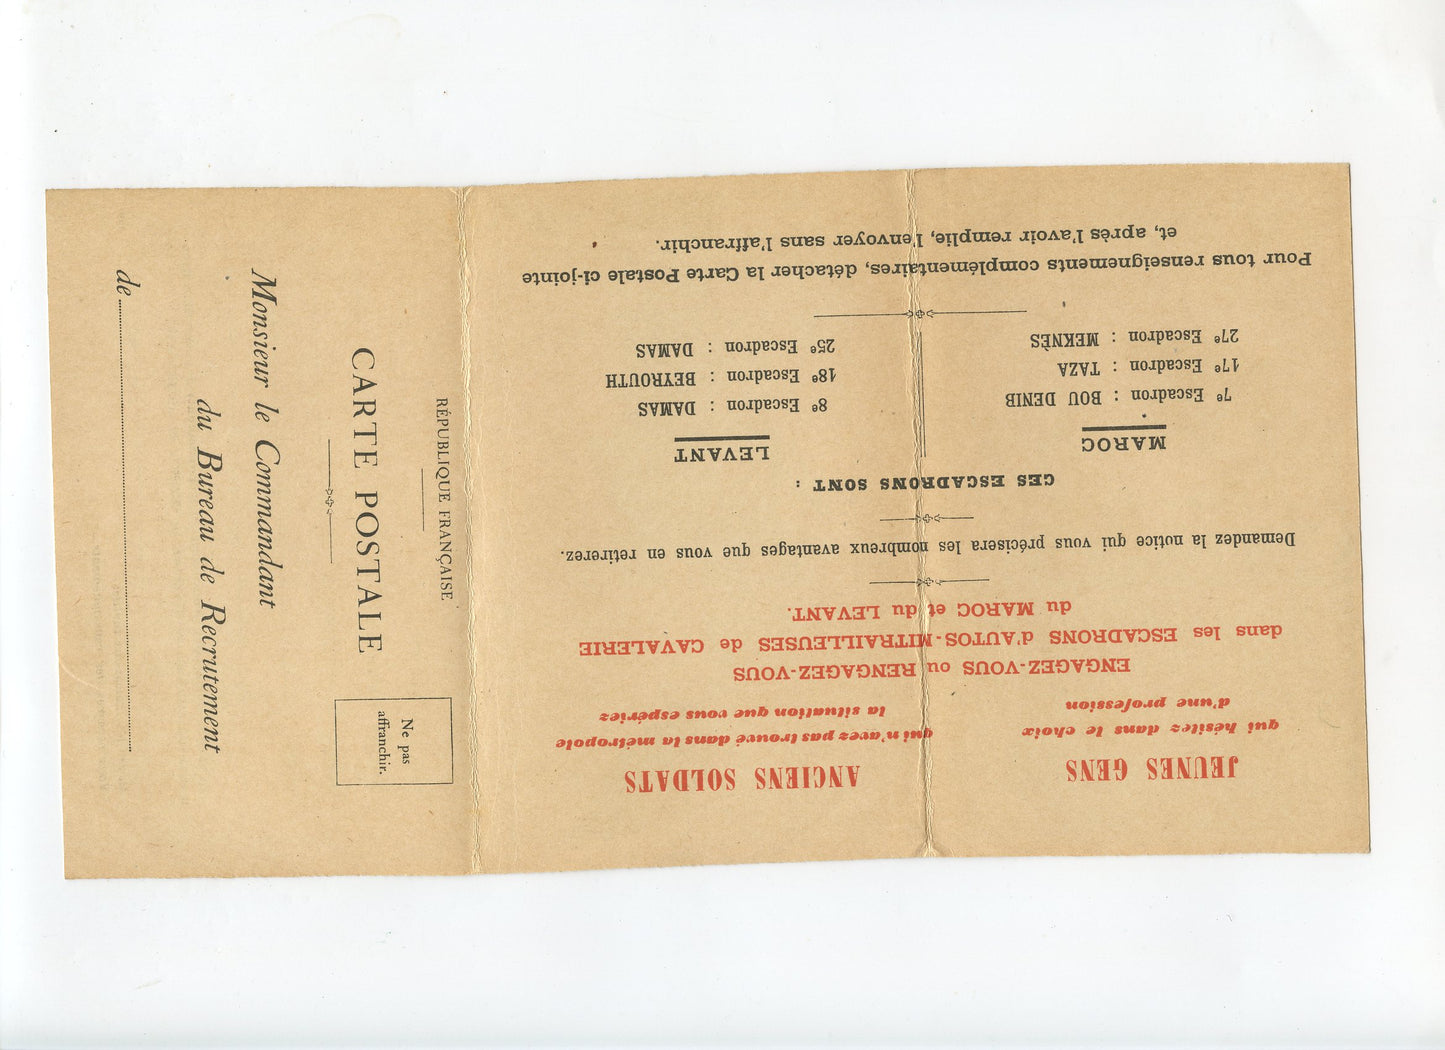 JEUNES GENS
qui hésitez dans le choix
d'une profession
ANCIENS SOLDATS
qui n'avez pas trouvé dans la métropole
la situation que vous espériez
ENGAGEZ-VOUS ou RENGAGEZ-VOUS
dans les ESCADRONS d'AUTOS-MITRAILLEUSES de CAVALERIE
du MAROC et du LEVANT.
Demandez la notice qui vous précisera les nombreux avantages que vous en retirerez.
CES ESCADRONS SONT :
MAROC
7e Escadron : BOU DENIB
17e Escadron : TAZA
27e Escadron : MEKNÈS
LEVANT
8e Escadron : DAMAS
18e Escadron : BEYROUTH
25e Escadron : DAMAS
Pour tous renseignements complémentaires, détacher la Carte Postale ci-jointe
et, après l'avoir remplie, l'envoyer sans l'affranchir.
RÉPUBLIQUE FRANÇAISE
CARTE POSTALE
Ne pas
affranchir.
Monsieur le Commandant
du Bureau de Recrutement
de